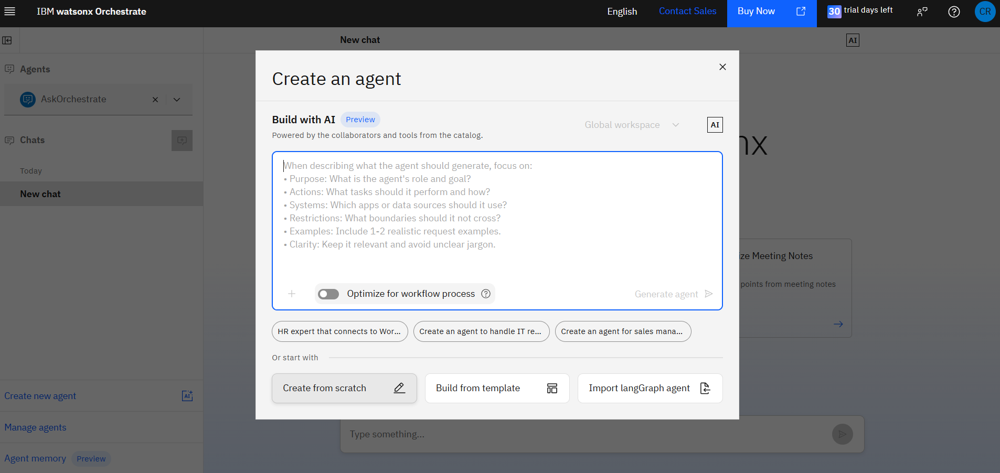 IBM watsonx Orchestrate
English
Contact Sales
Buy Now
30 trial days left
CR
New chat
AI
Agents
AskOrchestrate
Chats
Today
New chat
Create new agent
AI
Manage agents
Agent memory Preview
Create an agent
Build with AI Preview
Powered by the collaborators and tools from the catalog.
Global workspace
AI
When describing what the agent should generate, focus on:
• Purpose: What is the agent's role and goal?
• Actions: What tasks should it perform and how?
• Systems: Which apps or data sources should it use?
• Restrictions: What boundaries should it not cross?
• Examples: Include 1-2 realistic request examples.
• Clarity: Keep it relevant and avoid unclear jargon.
Optimize for workflow process
Generate agent
HR expert that connects to Wor...
Create an agent to handle IT re...
Create an agent for sales mana...
Or start with
Create from scratch
Build from template
Import langGraph agent
Meeting Notes
points from meeting notes
Type something...